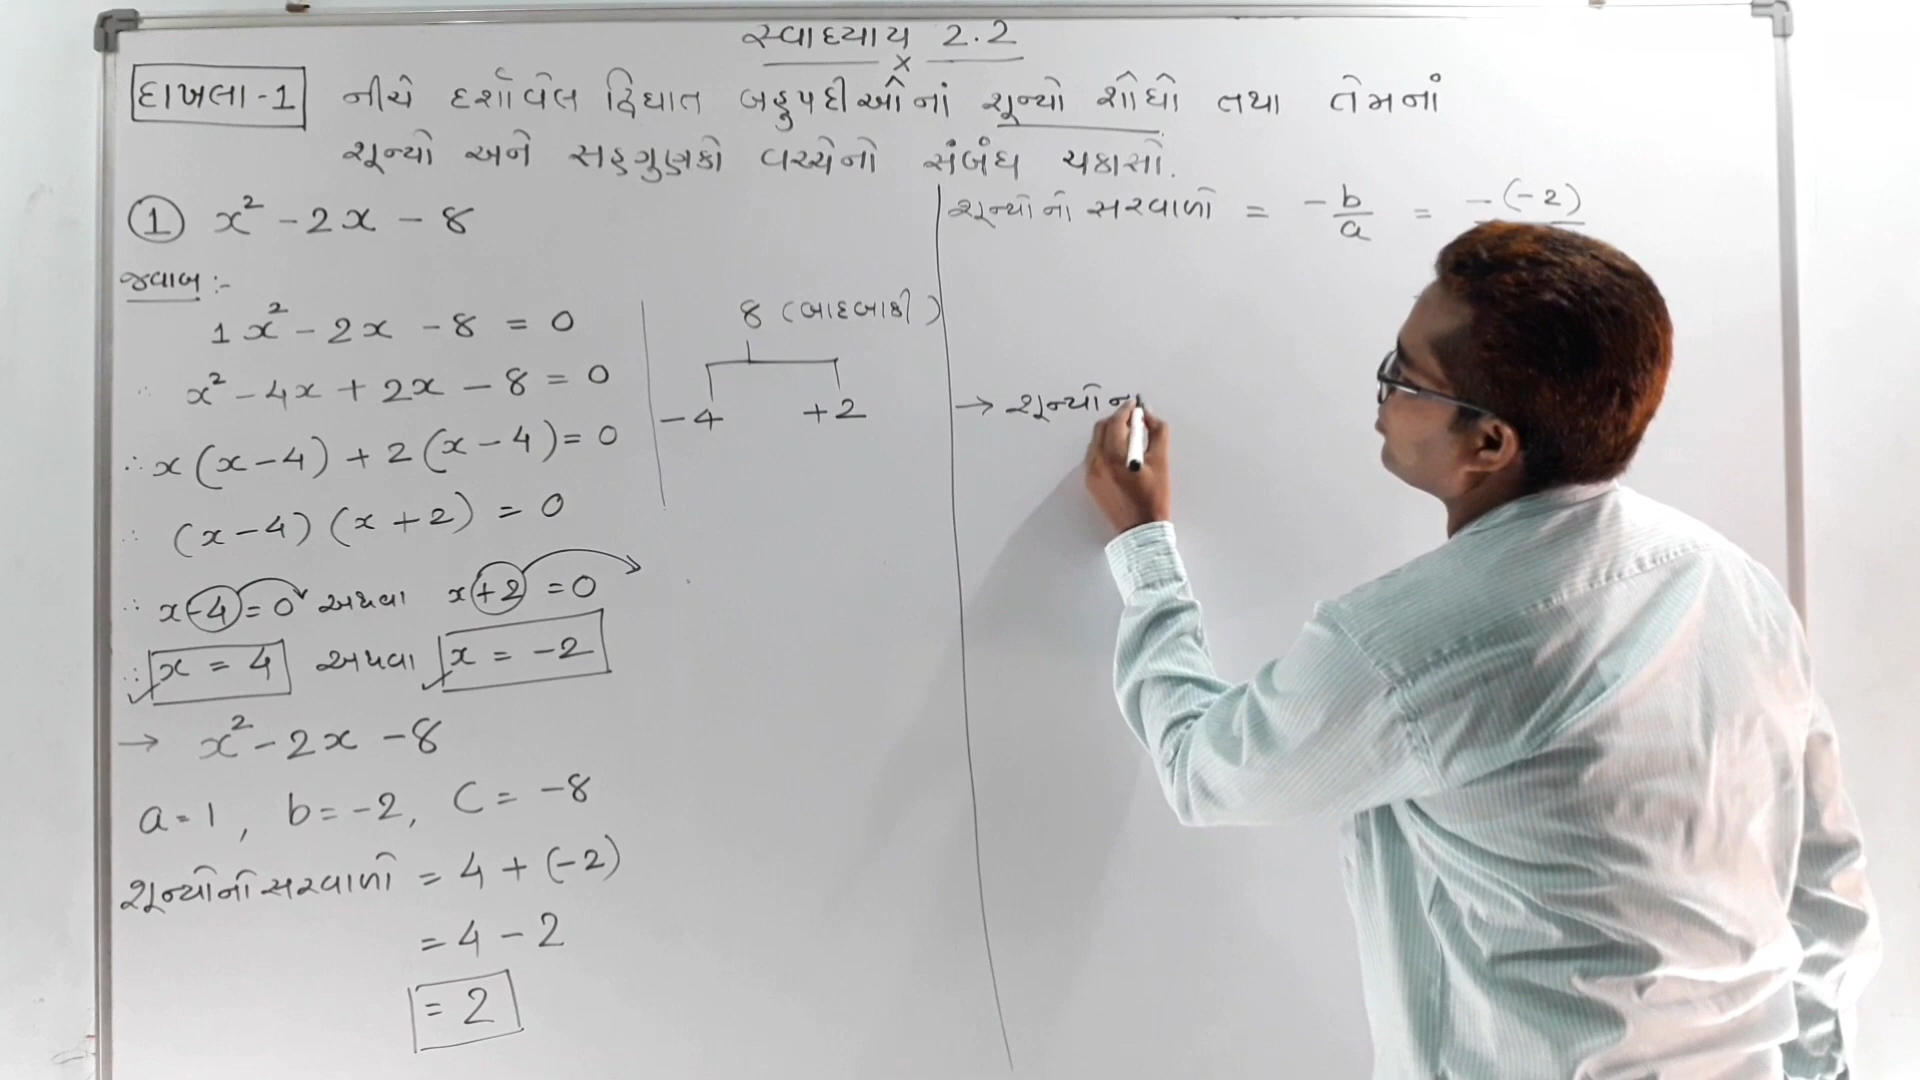 સ્વાધ્યાય 2.2
x
દાખલા-1 નીચે દર્શાવેલ દ્વિઘાત બહુપદીઓનાં શૂન્યો શોધો તથા તેમનાં
શૂન્યો અને સહગુણકો વચ્ચેનો સંબંધ ચકાસો.
① x² - 2x - 8
જવાબ :-
1x² - 2x - 8 = 0
∴ x² - 4x + 2x - 8 = 0
∴ x(x-4) + 2(x-4) = 0
∴ (x-4)(x+2) = 0
∴ x-4=0 અથવા x+2=0
∴ x = 4 અથવા x = -2
→ x² - 2x - 8
a=1, b=-2, C= -8
શૂન્યોનો સરવાળો = 4 + (-2)
= 4 - 2
= 2
8 (બાદબાકી)
-4 +2
શૂન્યોનો સરવાળો = -b/a = -(-2)
→ શૂન્યોન